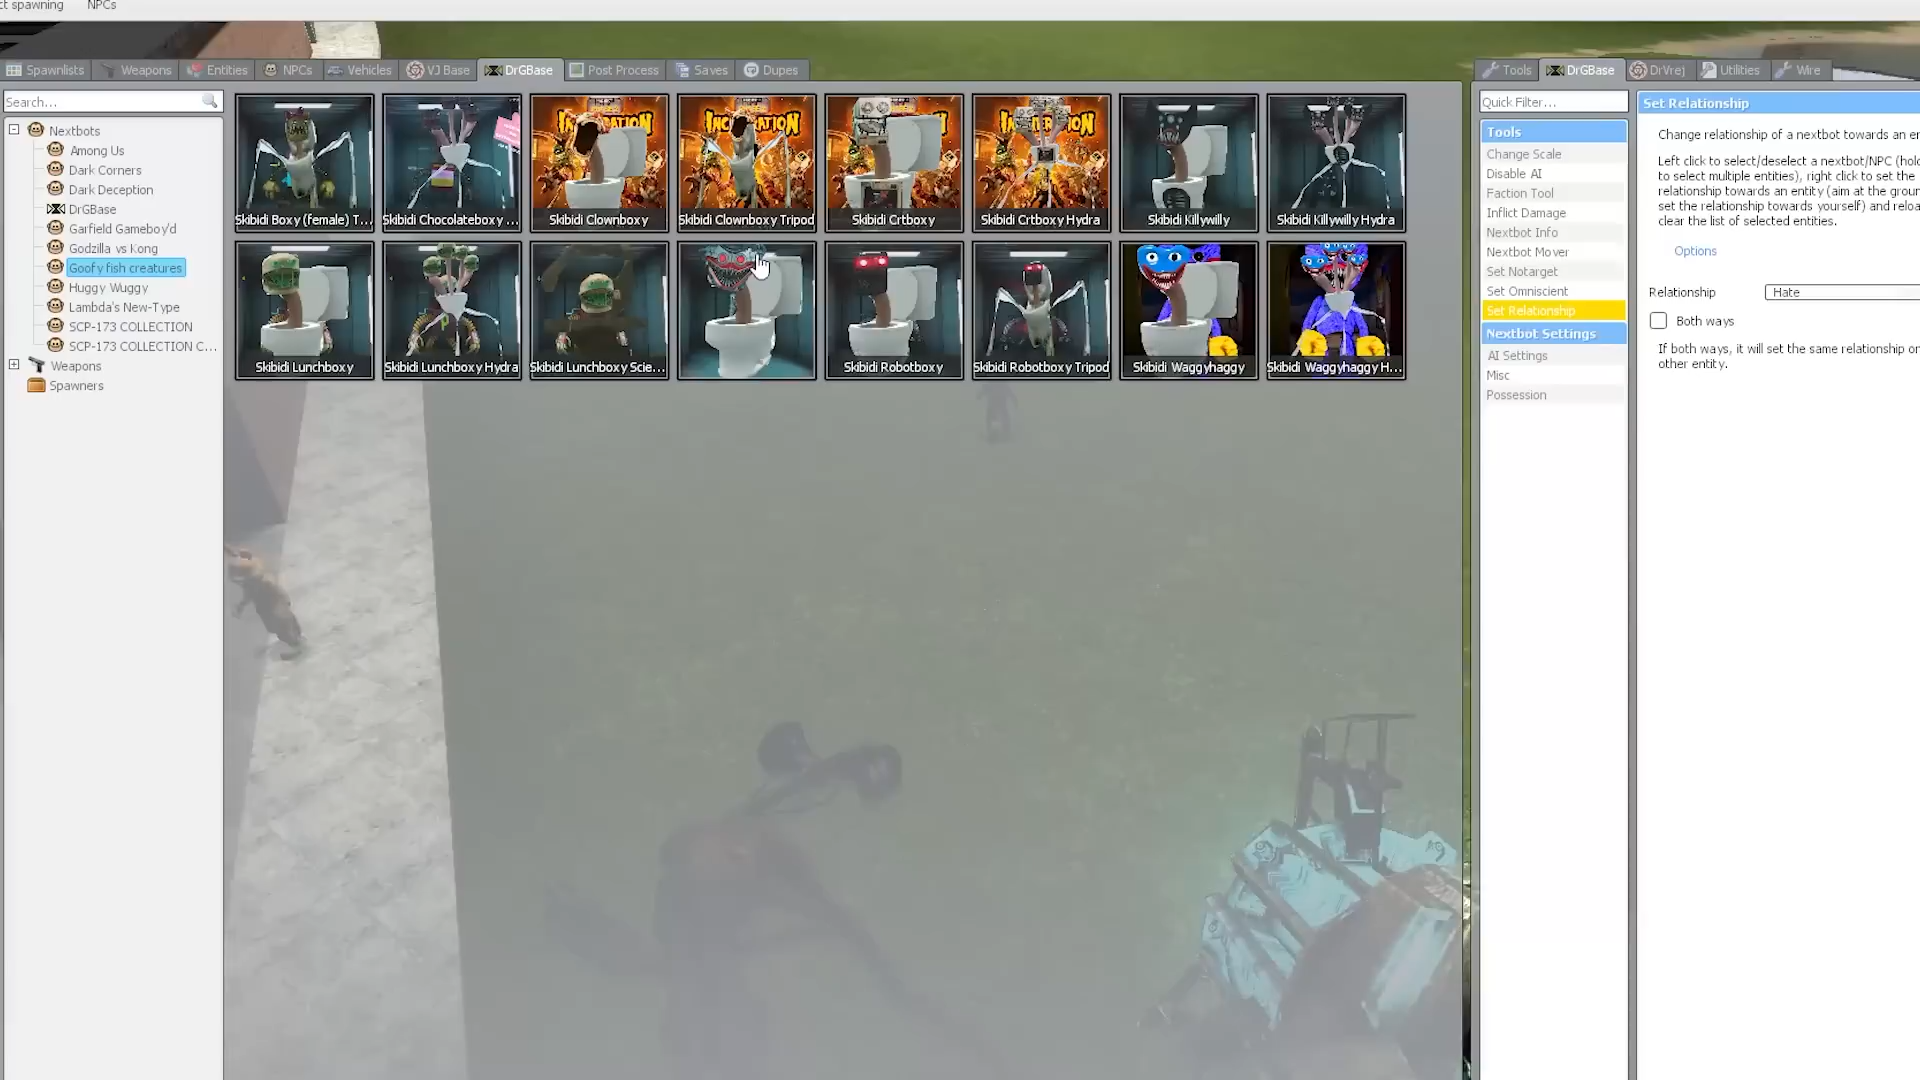 ct spawning NPCs
Spawnlists Weapons Entities NPCs Vehicles VJ Base DrGBase Post Process Saves Dupes
Tools DrGBase DrVrej Utilities Wire
Search...
Nextbots
Among Us
Dark Corners
Dark Deception
DrGBase
Garfield Gameboy'd
Godzilla vs Kong
Goofy fish creatures
Huggy Wuggy
Lambda's New-Type
SCP-173 COLLECTION
SCP-173 COLLECTION C...
Weapons
Spawners
Skibidi Boxy (female) T...
Skibidi Chocolateboxy ...
Skibidi Clownboxy
Skibidi Clownboxy Tripod
Skibidi Crtboxy
Skibidi Crtboxy Hydra
Skibidi Killywilly
Skibidi Killywilly Hydra
Skibidi Lunchboxy
Skibidi Lunchboxy Hydra
Skibidi Lunchboxy Scie...
Skibidi Robotboxy
Skibidi Robotboxy Tripod
Skibidi Waggyhaggy
Skibidi Waggyhaggy H...
Quick Filter...
Tools
Change Scale
Disable AI
Faction Tool
Inflict Damage
Nextbot Info
Nextbot Mover
Set Notarget
Set Omniscient
Set Relationship
Nextbot Settings
AI Settings
Misc
Possession
Set Relationship
Change relationship of a nextbot towards an en
Left click to select/deselect a nextbot/NPC (hol
to select multiple entities), right click to set the
relationship towards an entity (aim at the groun
set the relationship towards yourself) and reloa
clear the list of selected entities.
Options
Relationship Hate
Both ways
If both ways, it will set the same relationship on
other entity.